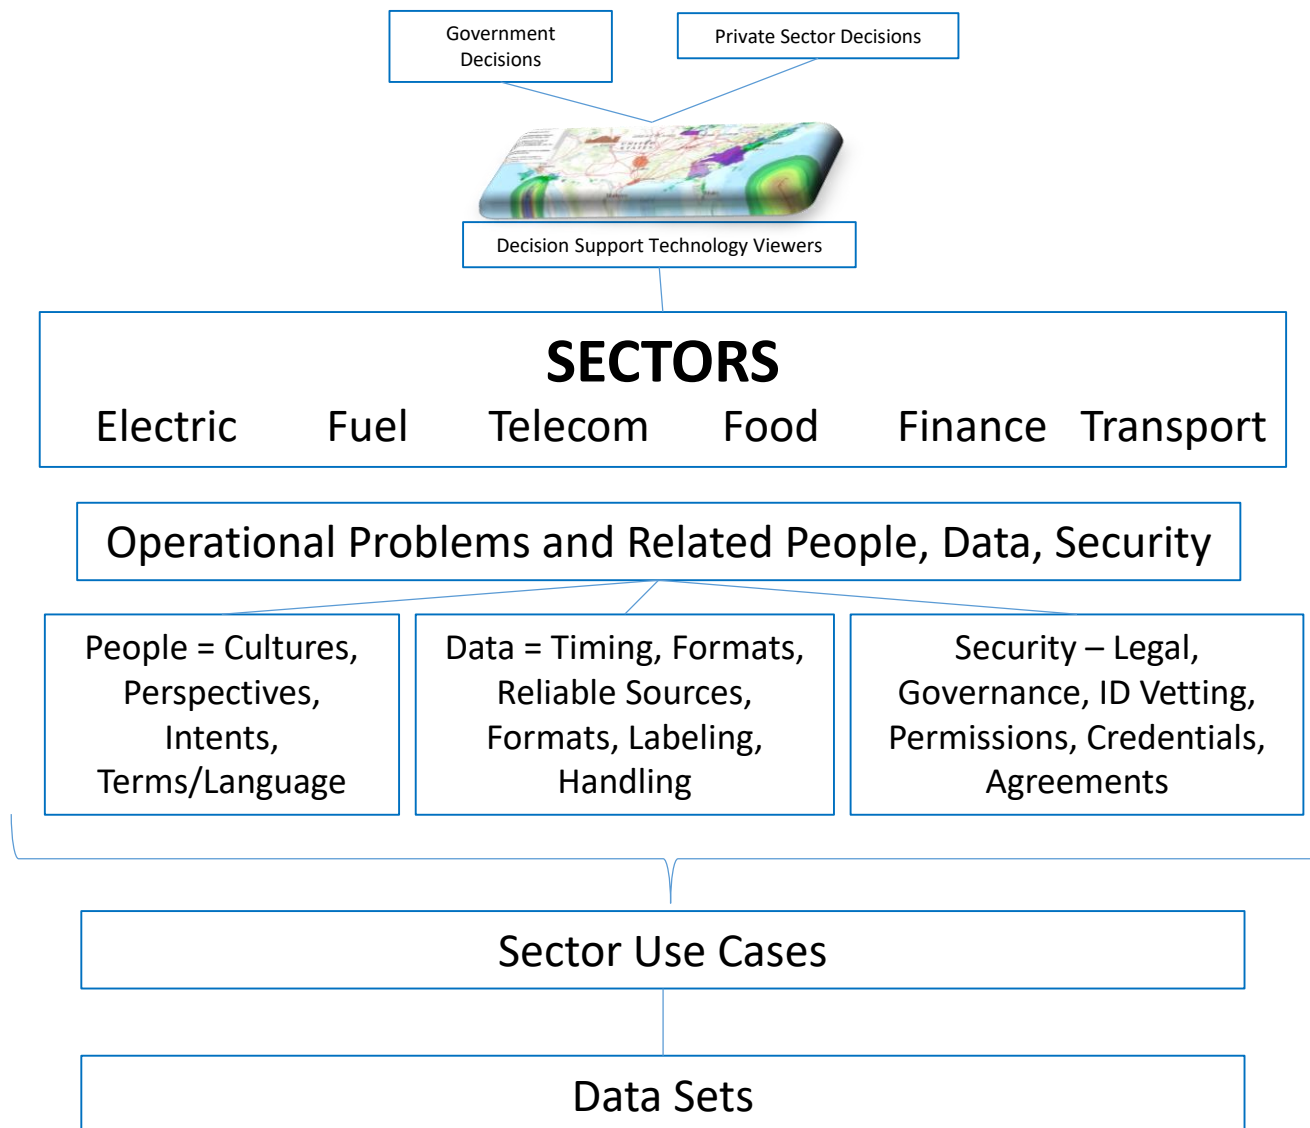 Government
Decisions
Private Sector Decisions
UNITED
STATES
Decision Support Technology Viewers
SECTORS
Electric Fuel Telecom Food Finance Transport
Operational Problems and Related People, Data, Security
People = Cultures,
Perspectives,
Intents,
Terms/Language
Data = Timing, Formats,
Reliable Sources,
Formats, Labeling,
Handling
Security – Legal,
Governance, ID Vetting,
Permissions, Credentials,
Agreements
Sector Use Cases
Data Sets